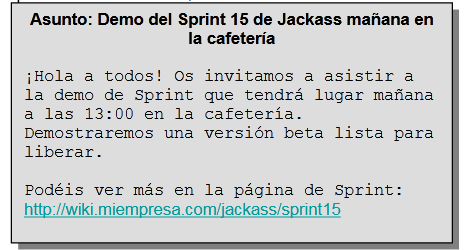 Asunto: Demo del Sprint 15 de Jackass mañana en
la cafetería
¡Hola a todos! Os invitamos a asistir a
la demo de Sprint que tendrá lugar mañana
a las 13:00 en la cafetería.
Demostraremos una versión beta lista para
liberar.
Podéis ver más en la página de Sprint:
http://wiki.miempresa.com/jackass/sprint15